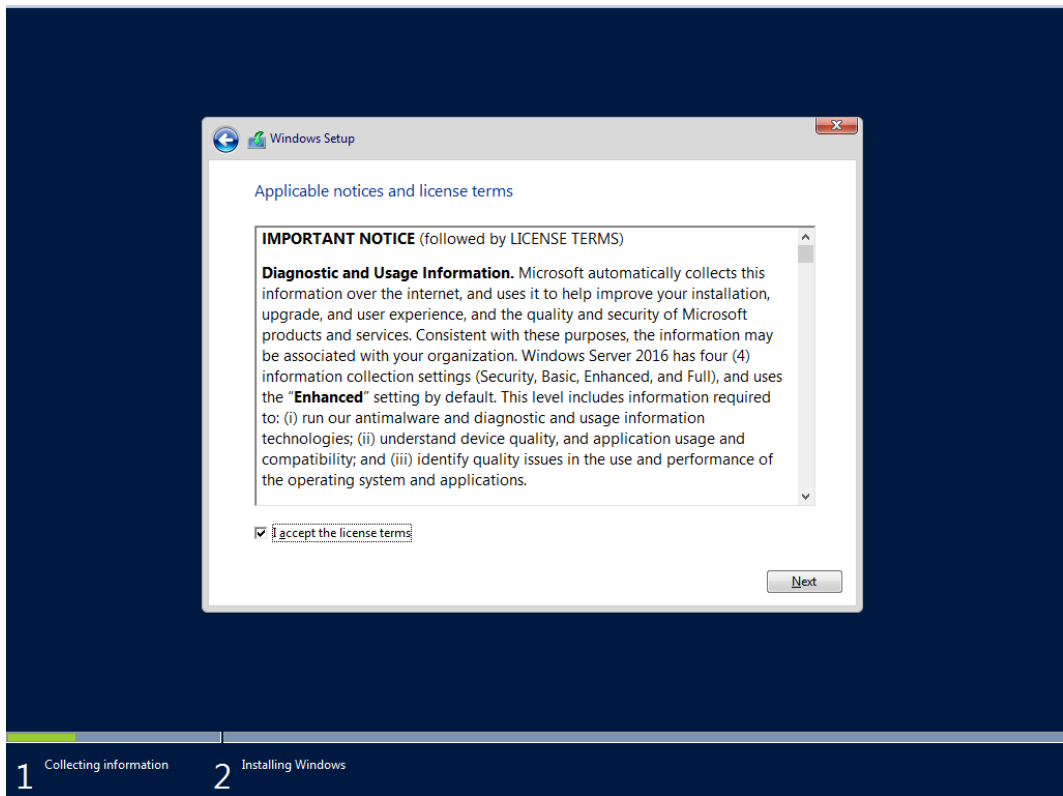 Windows Setup
Applicable notices and license terms
IMPORTANT NOTICE (followed by LICENSE TERMS)
Diagnostic and Usage Information. Microsoft automatically collects this
information over the internet, and uses it to help improve your installation,
upgrade, and user experience, and the quality and security of Microsoft
products and services. Consistent with these purposes, the information may
be associated with your organization. Windows Server 2016 has four (4)
information collection settings (Security, Basic, Enhanced, and Full), and uses
the “Enhanced” setting by default. This level includes information required
to: (i) run our antimalware and diagnostic and usage information
technologies; (ii) understand device quality, and application usage and
compatibility; and (iii) identify quality issues in the use and performance of
the operating system and applications.
I accept the license terms
Next
1 Collecting information
2 Installing Windows